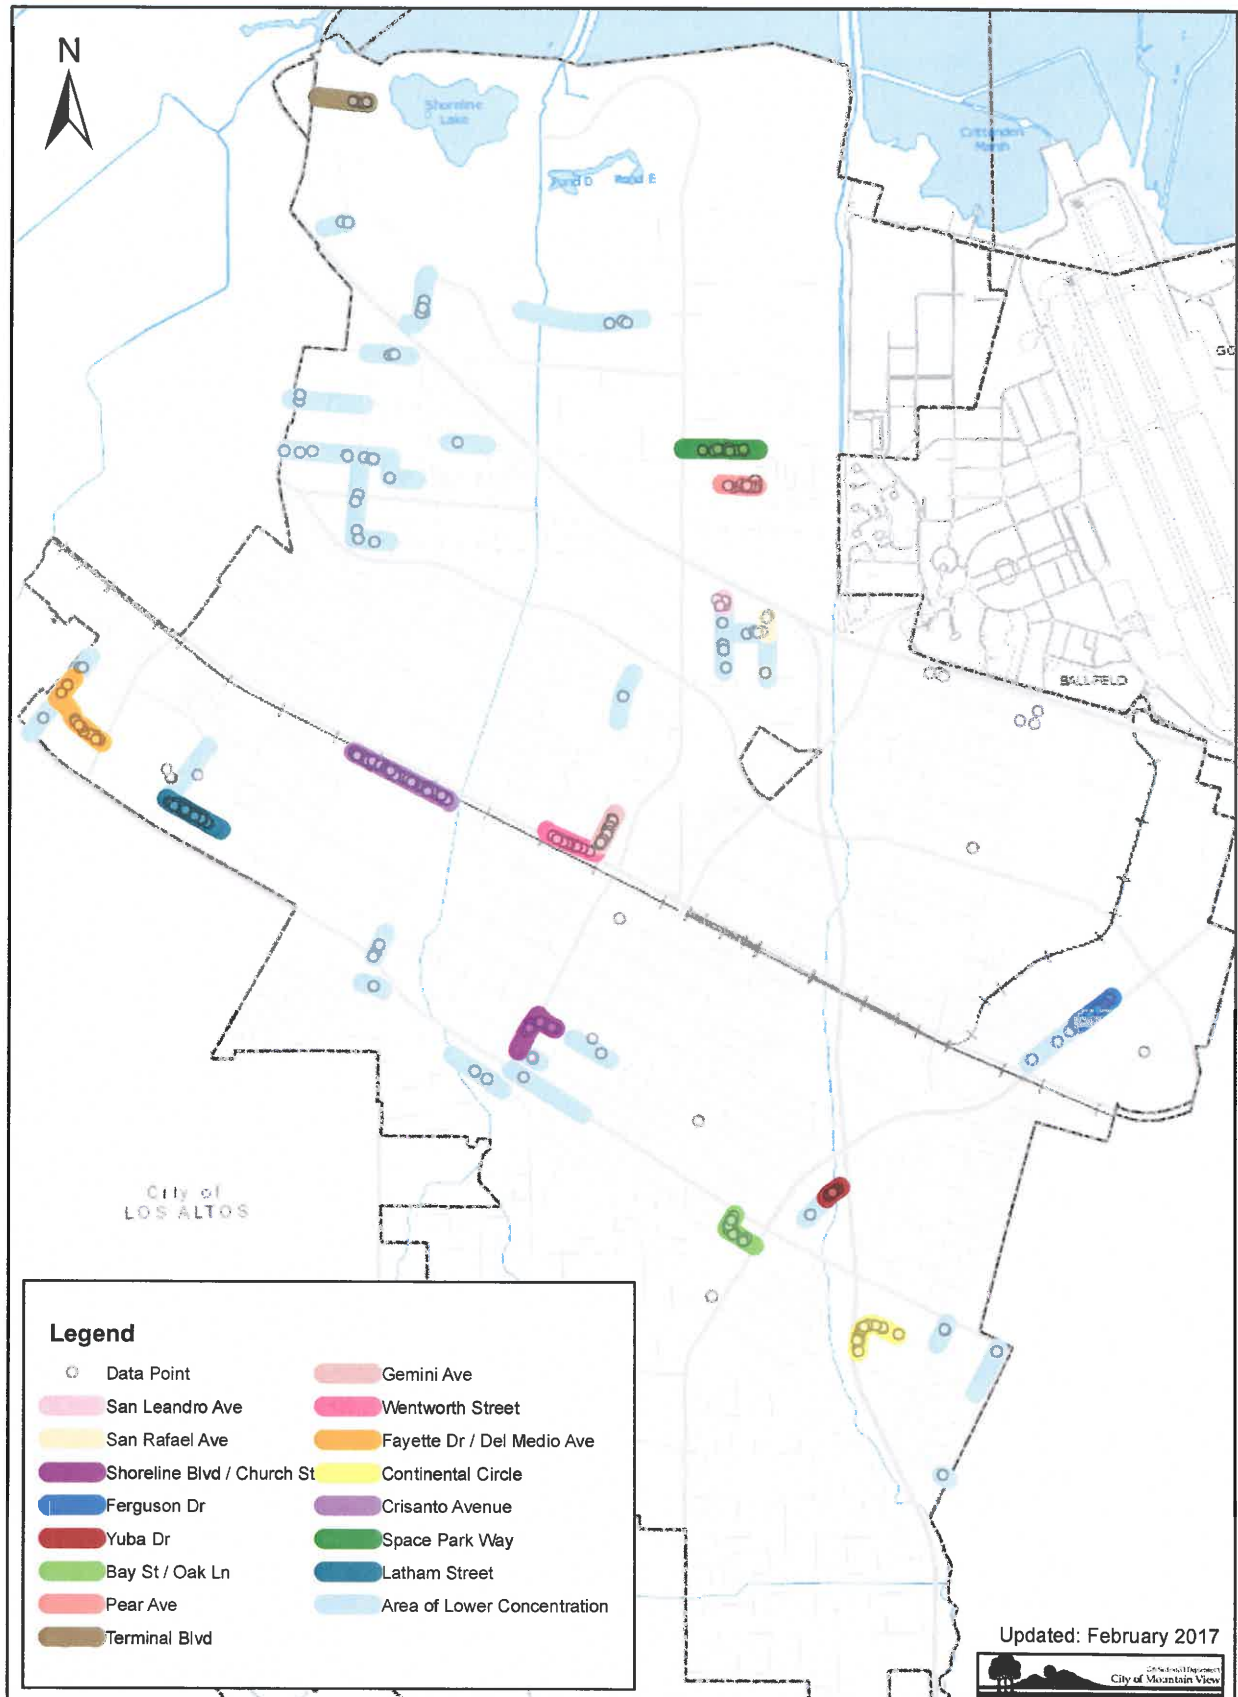 N
Shoreline
Lake
Crittenden
Marsh
Pond D
Pond E
GO
BALLFIELD
City of
LOS ALTOS
Legend
Data Point
San Leandro Ave
San Rafael Ave
Shoreline Blvd / Church St
Ferguson Dr
Yuba Dr
Bay St / Oak Ln
Pear Ave
Terminal Blvd
Gemini Ave
Wentworth Street
Fayette Dr / Del Medio Ave
Continental Circle
Crisanto Avenue
Space Park Way
Latham Street
Area of Lower Concentration
Updated: February 2017
City of Mountain View